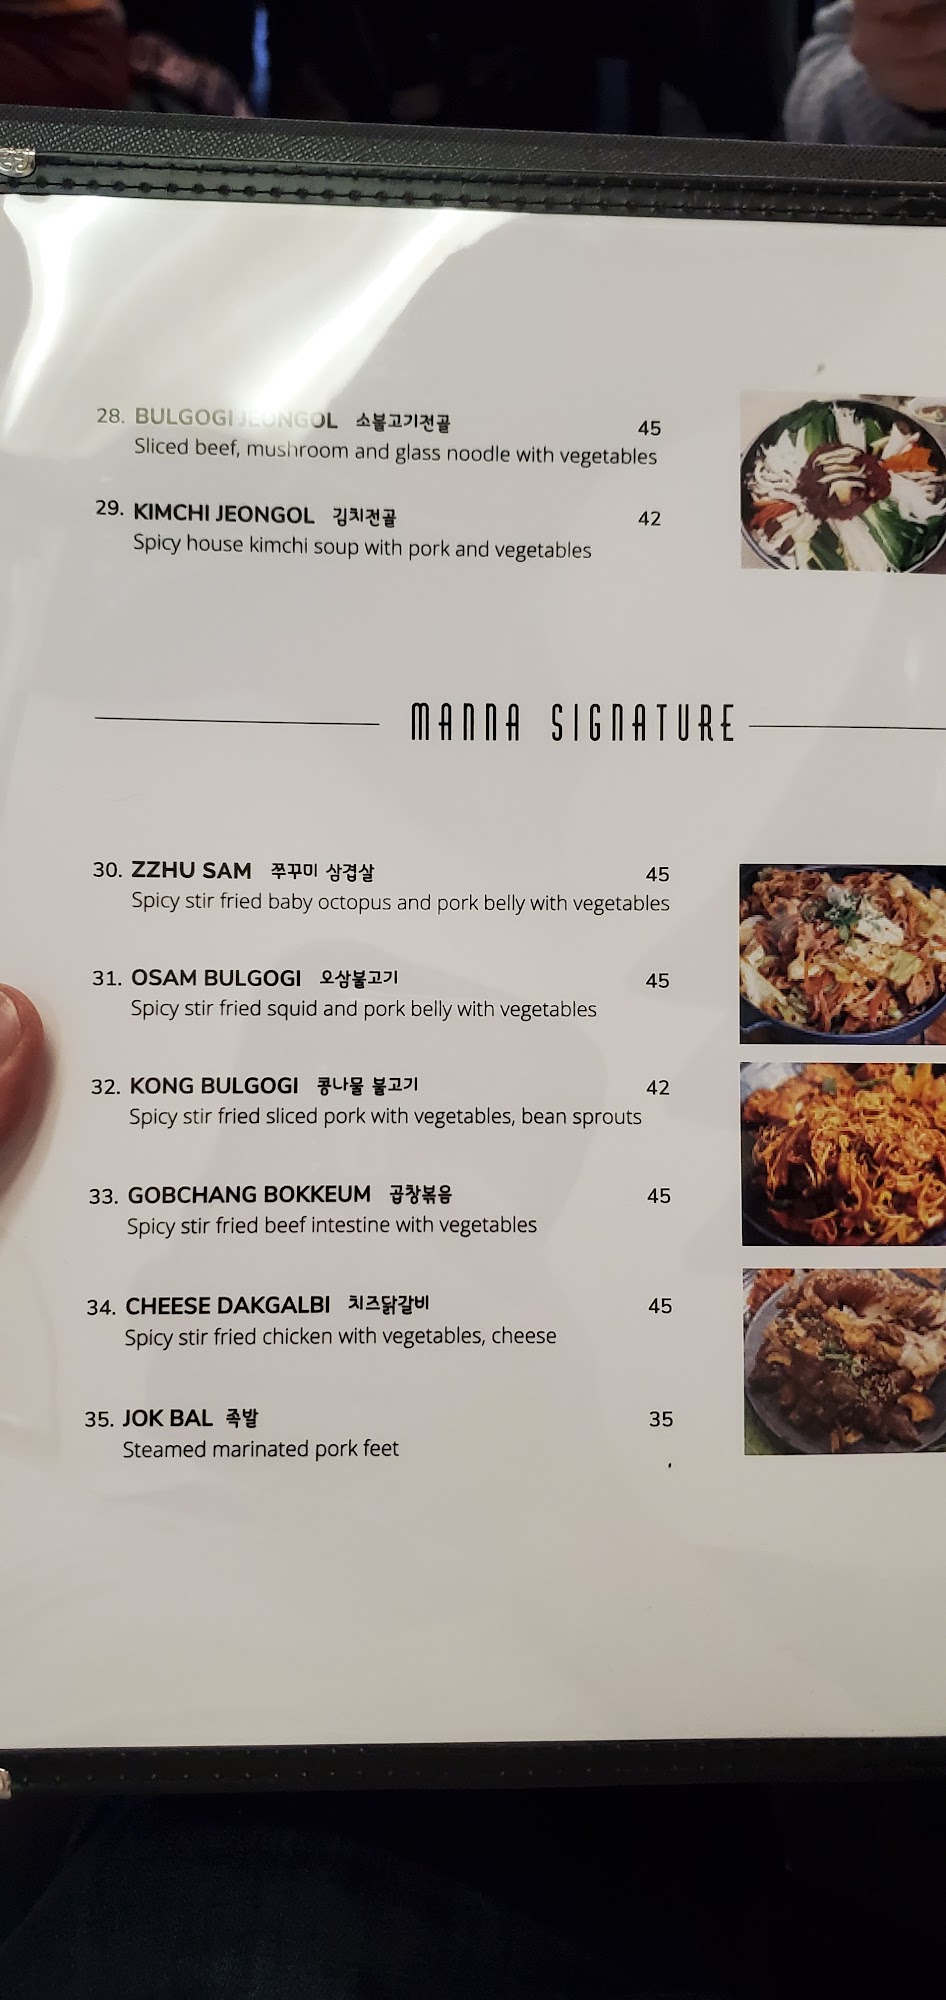 28. BULGOGI JEONGOL 소불고기전골 45
Sliced beef, mushroom and glass noodle with vegetables
29. KIMCHI JEONGOL 김치전골 42
Spicy house kimchi soup with pork and vegetables
MANNA SIGNATURE
30. ZZHU SAM 쭈꾸미 삼겹살 45
Spicy stir fried baby octopus and pork belly with vegetables
31. OSAM BULGOGI 오삼불고기 45
Spicy stir fried squid and pork belly with vegetables
32. KONG BULGOGI 콩나물 불고기 42
Spicy stir fried sliced pork with vegetables, bean sprouts
33. GOBCHANG BOKKEUM 곱창볶음 45
Spicy stir fried beef intestine with vegetables
34. CHEESE DAKGALBI 치즈닭갈비 45
Spicy stir fried chicken with vegetables, cheese
35. JOK BAL 족발 35
Steamed marinated pork feet